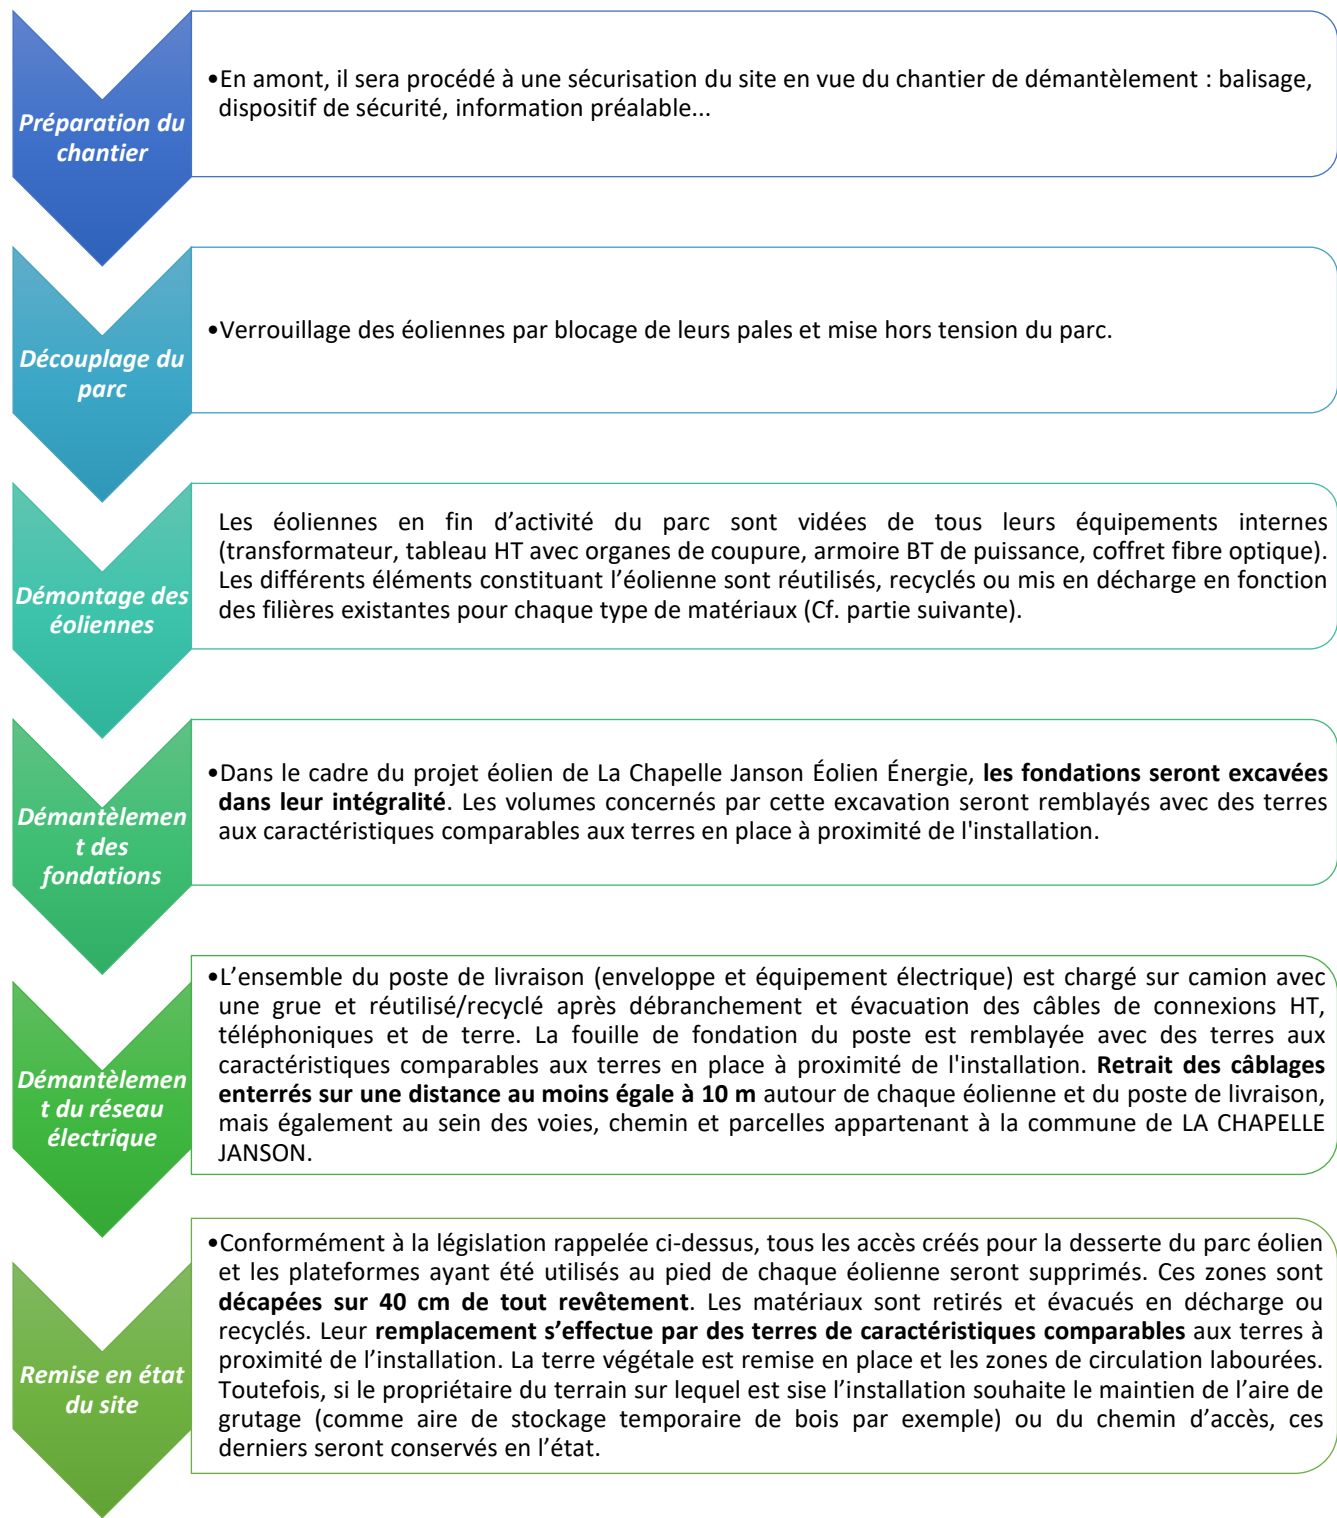 Préparation du
chantier
•En amont, il sera procédé à une sécurisation du site en vue du chantier de démantèlement : balisage,
dispositif de sécurité, information préalable...
Découplage du
parc
•Verrouillage des éoliennes par blocage de leurs pales et mise hors tension du parc.
Démontage des
éoliennes
Les éoliennes en fin d’activité du parc sont vidées de tous leurs équipements internes
(transformateur, tableau HT avec organes de coupure, armoire BT de puissance, coffret fibre optique).
Les différents éléments constituant l’éolienne sont réutilisés, recyclés ou mis en décharge en fonction
des filières existantes pour chaque type de matériaux (Cf. partie suivante).
Démantèlemen
t des
fondations
•Dans le cadre du projet éolien de La Chapelle Janson Éolien Énergie, les fondations seront excavées
dans leur intégralité. Les volumes concernés par cette excavation seront remblayés avec des terres
aux caractéristiques comparables aux terres en place à proximité de l'installation.
Démantèlemen
t du réseau
électrique
•L’ensemble du poste de livraison (enveloppe et équipement électrique) est chargé sur camion avec
une grue et réutilisé/recyclé après débranchement et évacuation des câbles de connexions HT,
téléphoniques et de terre. La fouille de fondation du poste est remblayée avec des terres aux
caractéristiques comparables aux terres en place à proximité de l'installation. Retrait des câblages
enterrés sur une distance au moins égale à 10 m autour de chaque éolienne et du poste de livraison,
mais également au sein des voies, chemin et parcelles appartenant à la commune de LA CHAPELLE
JANSON.
Remise en état
du site
•Conformément à la législation rappelée ci-dessus, tous les accès créés pour la desserte du parc éolien
et les plateformes ayant été utilisés au pied de chaque éolienne seront supprimés. Ces zones sont
décapées sur 40 cm de tout revêtement. Les matériaux sont retirés et évacués en décharge ou
recyclés. Leur remplacement s’effectue par des terres de caractéristiques comparables aux terres à
proximité de l’installation. La terre végétale est remise en place et les zones de circulation labourées.
Toutefois, si le propriétaire du terrain sur lequel est sise l’installation souhaite le maintien de l’aire de
grutage (comme aire de stockage temporaire de bois par exemple) ou du chemin d’accès, ces
derniers seront conservés en l’état.